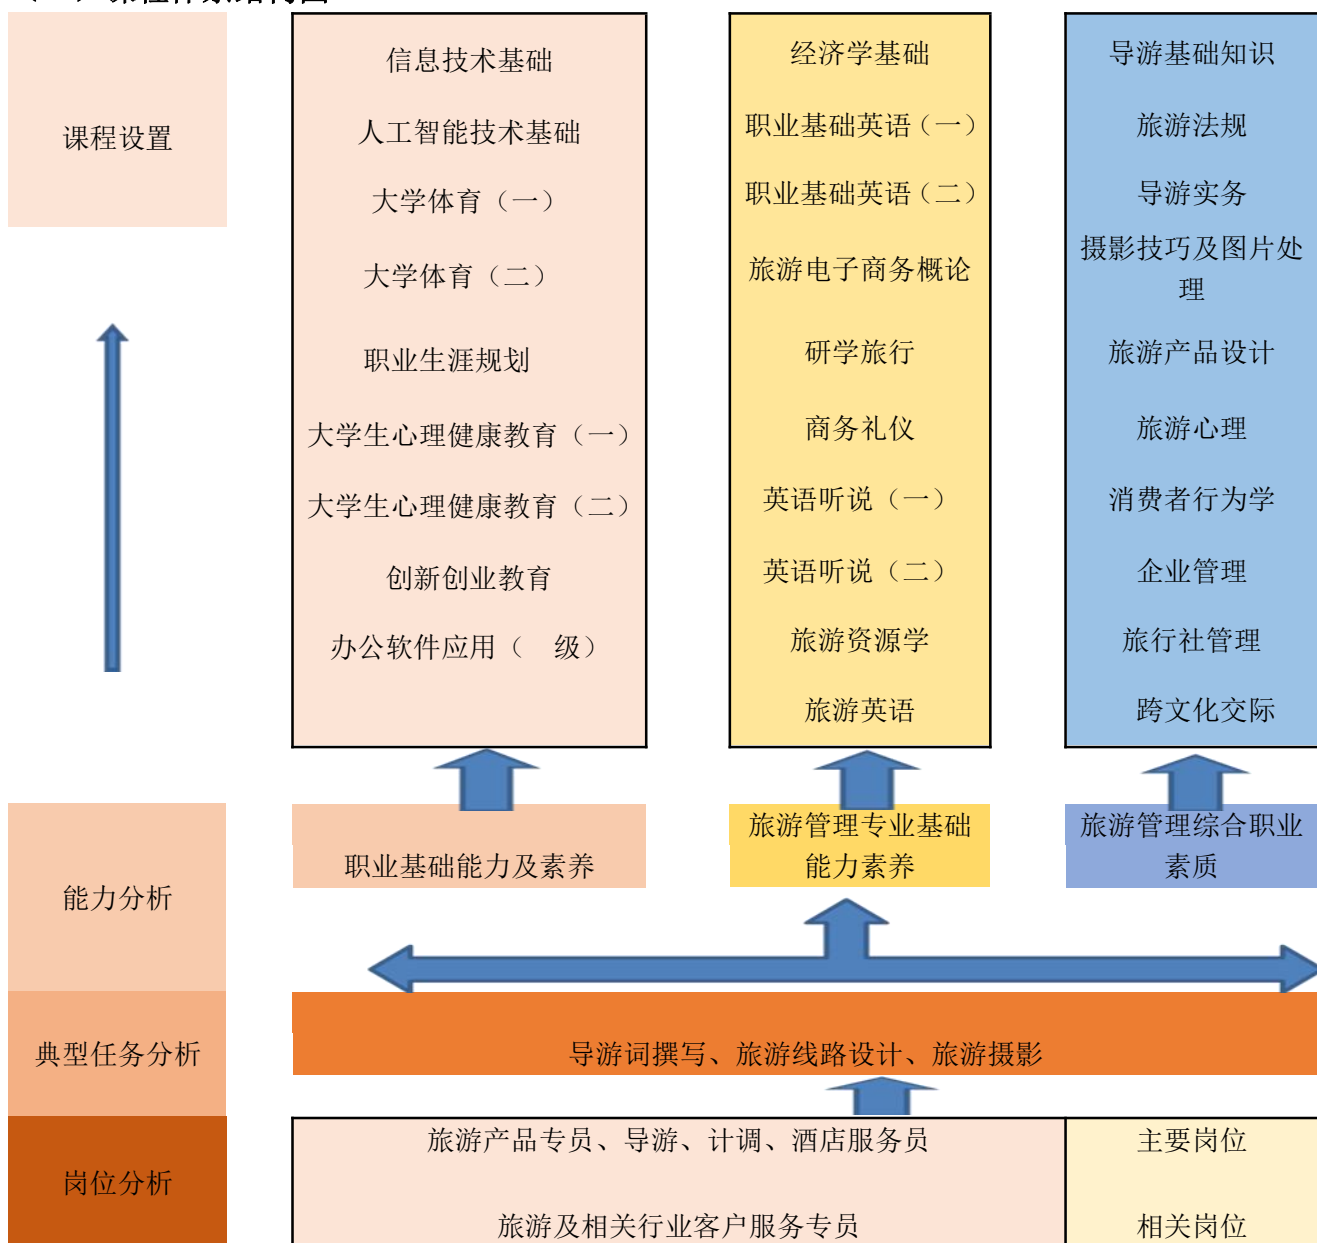 课程体系结构图
课程设置
信息技术基础
人工智能技术基础
大学体育（一）
大学体育（二）
职业生涯规划
大学生心理健康教育（一）
大学生心理健康教育（二）
创新创业教育
办公软件应用（ 级）
经济学基础
职业基础英语（一）
职业基础英语（二）
旅游电子商务概论
研学旅行
商务礼仪
英语听说（一）
英语听说（二）
旅游资源学
旅游英语
导游基础知识
旅游法规
导游实务
摄影技巧及图片处
理
旅游产品设计
旅游心理
消费者行为学
企业管理
旅行社管理
跨文化交际
能力分析
职业基础能力及素养
旅游管理专业基础
能力素养
旅游管理综合职业
素质
典型任务分析
导游词撰写、旅游线路设计、旅游摄影
岗位分析
旅游产品专员、导游、计调、酒店服务员
主要岗位
旅游及相关行业客户服务专员
相关岗位